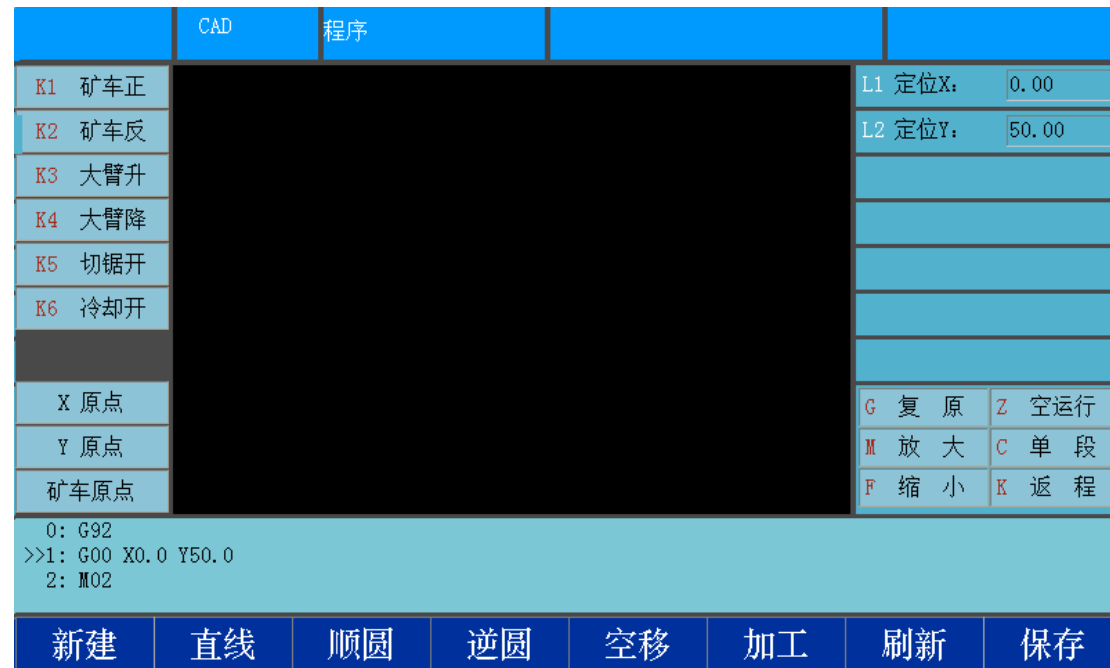 CAD 程序
K1 矿车正
K2 矿车反
K3 大臂升
K4 大臂降
K5 切锯开
K6 冷却开
X 原点
Y 原点
矿车原点
L1 定位X: 0.00
L2 定位Y: 50.00
G 复 原 Z 空运行
M 放 大 C 单 段
F 缩 小 K 返 程
0: G92
>>1: G00 X0.0 Y50.0
2: M02
新建 直线 顺圆 逆圆 空移 加工 刷新 保存